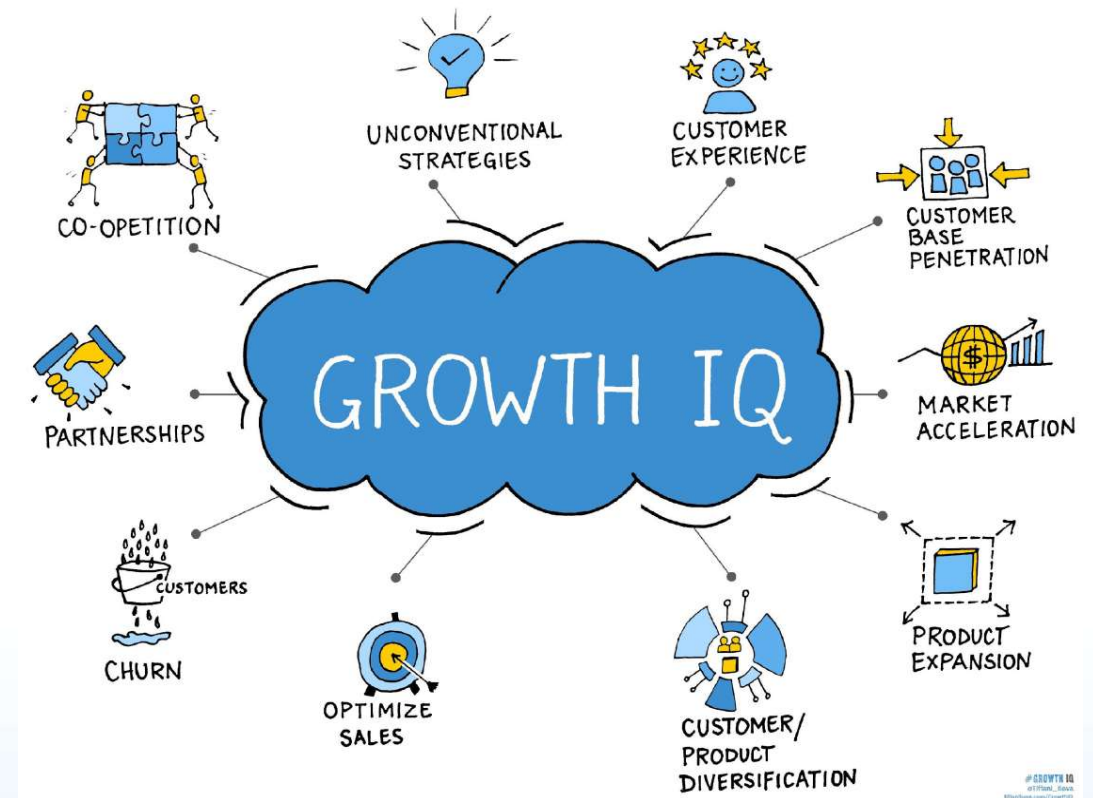 UNCONVENTIONAL
STRATEGIES
CUSTOMER
EXPERIENCE
CO-OPETITION
CUSTOMER
BASE
PENETRATION
GROWTH IQ
PARTNERSHIPS
MARKET
ACCELERATION
CUSTOMERS
CHURN
OPTIMIZE
SALES
CUSTOMER/
PRODUCT
DIVERSIFICATION
PRODUCT
EXPANSION
#GROWTH IQ